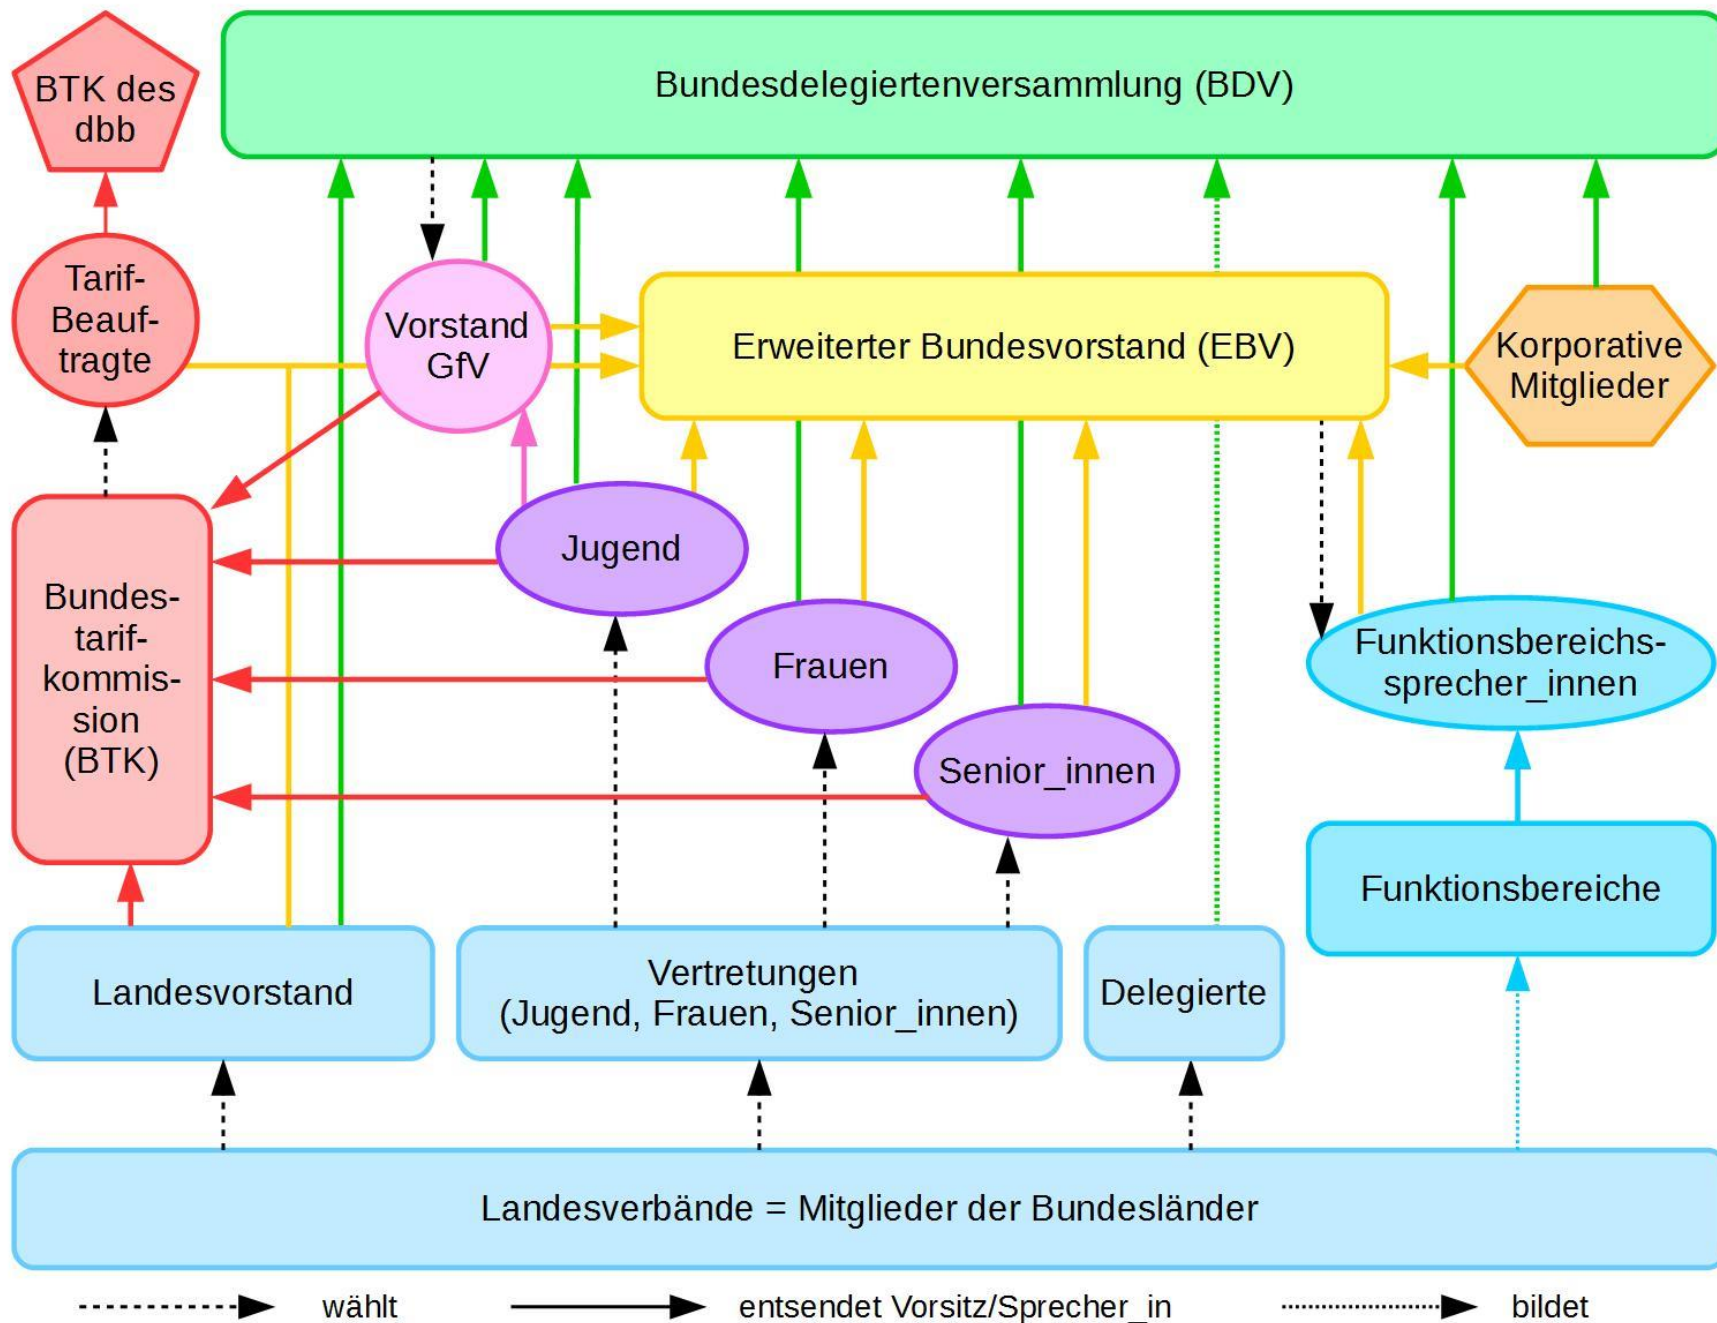 BTK des
dbb
Bundesdelegiertenversammlung (BDV)
Tarif-
Beauf-
tragte
Vorstand
GfV
Erweiterter Bundesvorstand (EBV)
Korporative
Mitglieder
Bundes-
tarif-
kommis-
sion
(BTK)
Jugend
Frauen
Senior_innen
Funktionsbereichs-
sprecher_innen
Funktionsbereiche
Landesvorstand
Vertretungen
(Jugend, Frauen, Senior_innen)
Delegierte
Landesverbände = Mitglieder der Bundesländer
wählt
entsendet Vorsitz/Sprecher_in
bildet